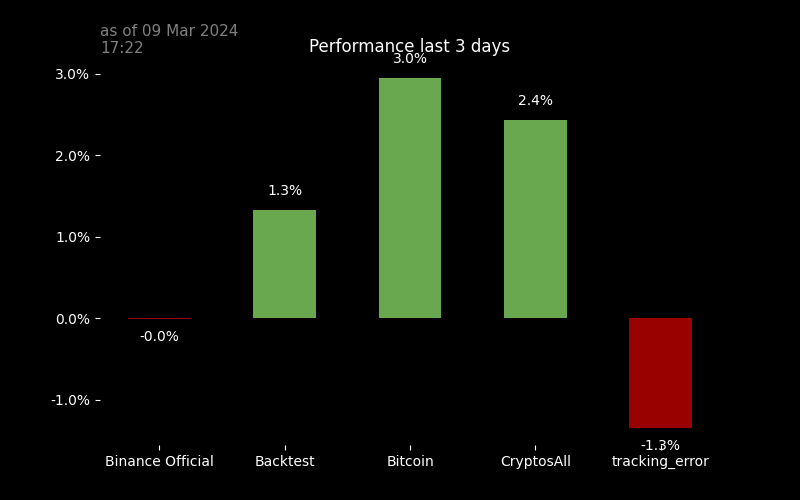 as of 09 Mar 2024
17:22
Performance last 3 days
3.0%
3.0%
2.4%
2.0%
1.3%
1.0%
0.0%
-0.0%
-1.0%
-1.3%
Binance Official
Backtest
Bitcoin
CryptosAll
tracking_error